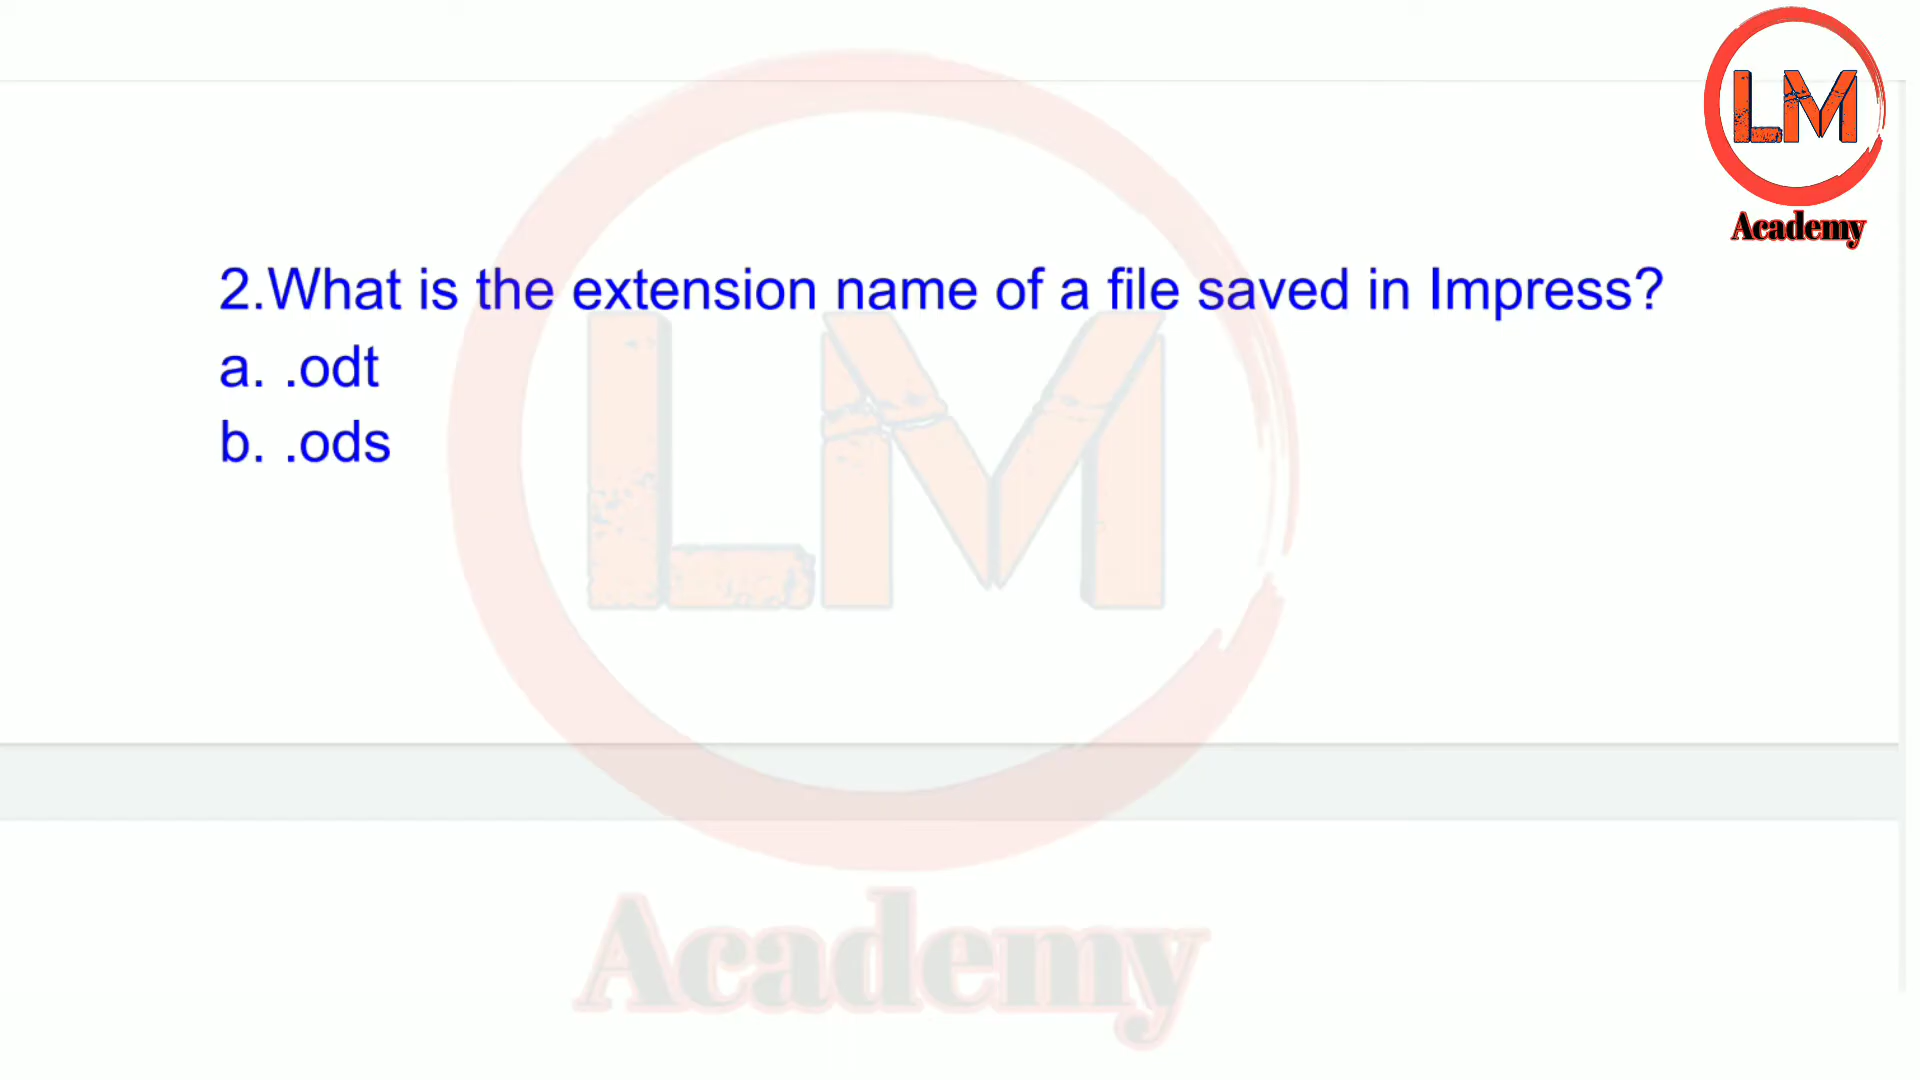 LM
Academy
2.What is the extension name of a file saved in Impress?
a. .odt
b. .ods
LM
Academy